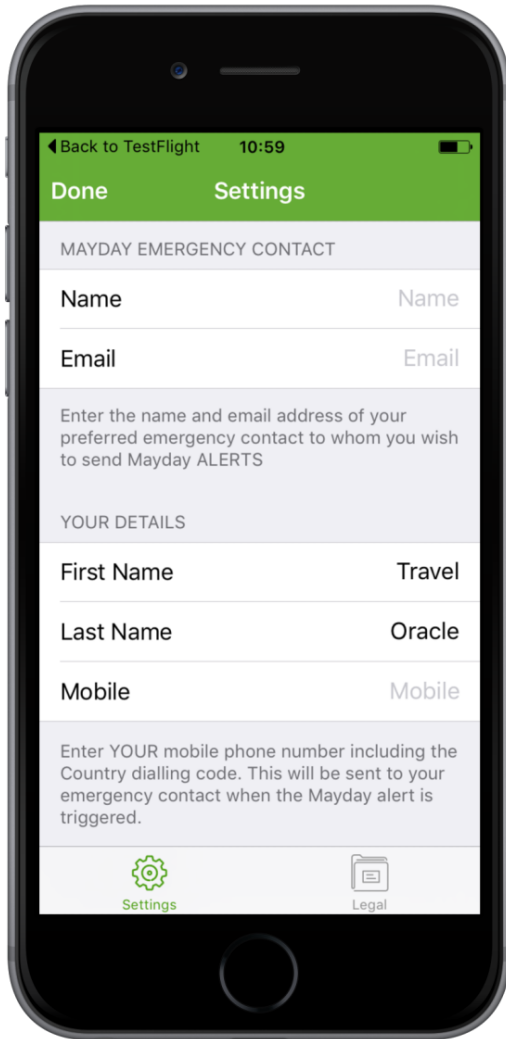 Back to TestFlight 10:59
Done Settings
MAYDAY EMERGENCY CONTACT
Name Name
Email Email
Enter the name and email address of your
preferred emergency contact to whom you wish
to send Mayday ALERTS
YOUR DETAILS
First Name Travel
Last Name Oracle
Mobile Mobile
Enter YOUR mobile phone number including the
Country dialling code. This will be sent to your
emergency contact when the Mayday alert is
triggered.
Settings Legal